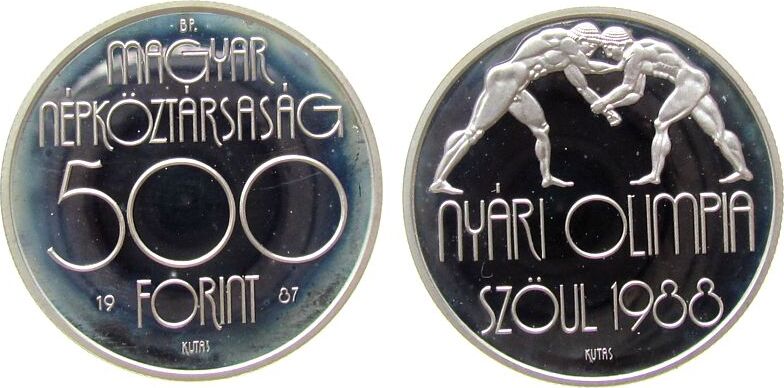 BP.
MAGYAR
NÉPKÖZTÁRSASÁG
500
19 FORINT 87
KUTAS
NYÁRI OLIMPIA
SZÖUL 1988
KUTAS